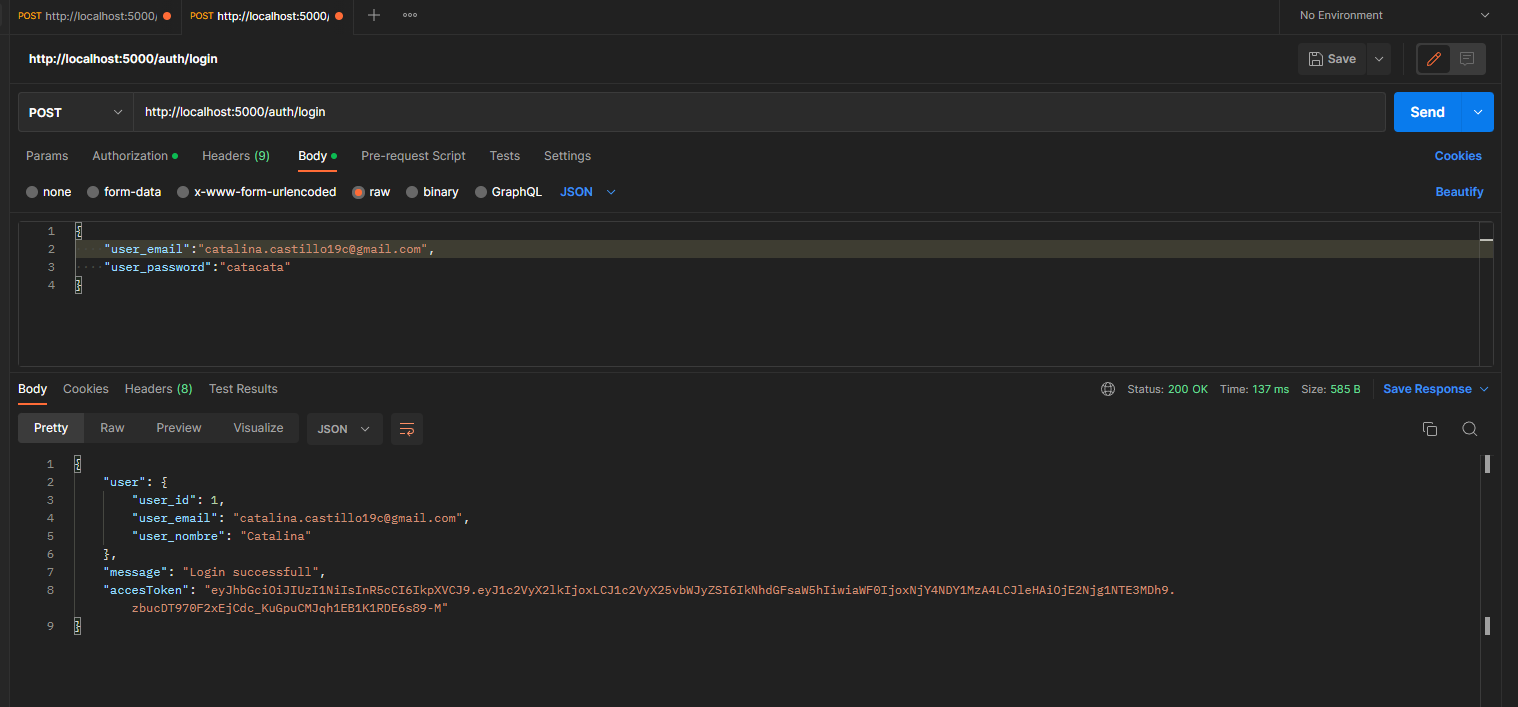 POST http://localhost:5000/ POST http://localhost:5000/ No Environment
http://localhost:5000/auth/login Save
POST http://localhost:5000/auth/login Send
Params Authorization Headers (9) Body Pre-request Script Tests Settings Cookies
none form-data x-www-form-urlencoded raw binary GraphQL JSON Beautify
1 {
2 "user_email":"catalina.castillo19c@gmail.com",
3 "user_password":"catacata"
4 }
Body Cookies Headers (8) Test Results Status: 200 OK Time: 137 ms Size: 585 B Save Response
Pretty Raw Preview Visualize JSON
1 {
2 "user": {
3 "user_id": 1,
4 "user_email": "catalina.castillo19c@gmail.com",
5 "user_nombre": "Catalina"
6 },
7 "message": "Login successfull",
8 "accesToken": "eyJhbGciOiJIUzI1NiIsInR5cCI6IkpXVCJ9.eyJ1c2VyX2lkIjoxLCJ1c2VyX25vbWJyZSI6IkNhdGFsaW5hIiwiaWF0IjoxNjY4NDY1MzA4LCJleHAiOjE2Njg1NTE3MDh9.
zbucDT970F2xEjCdc_KuGpuCMJqh1EB1K1RDE6s89-M"
9 }